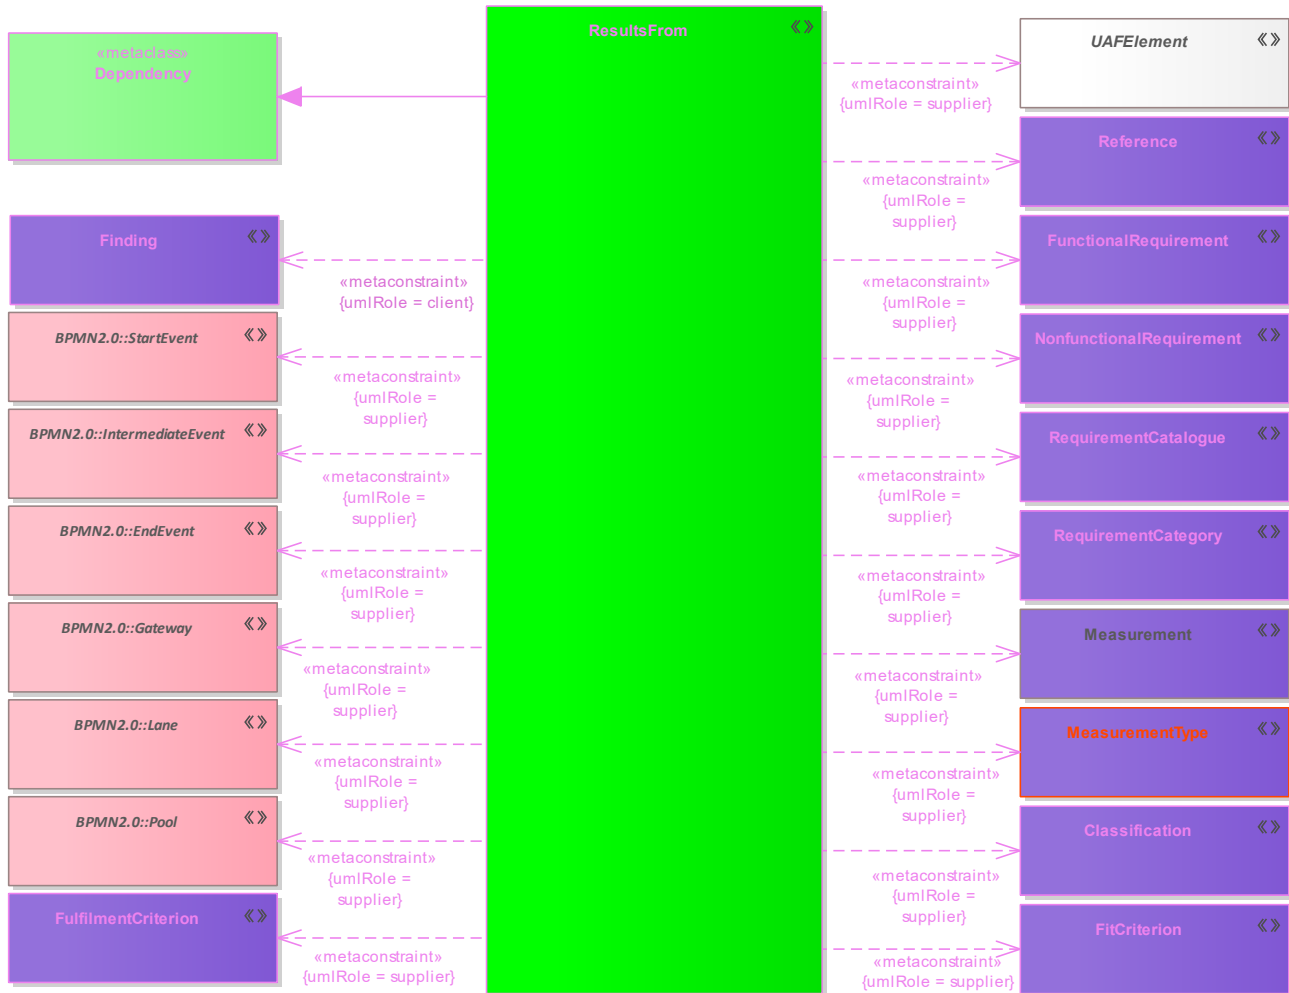 «metaclass»
Dependency
ResultsFrom
UAFElement
«metaconstraint»
{umlRole = supplier}
Reference
«metaconstraint»
{umlRole =
supplier}
Finding
«metaconstraint»
{umlRole = client}
FunctionalRequirement
«metaconstraint»
{umlRole =
supplier}
BPMN2.0::StartEvent
«metaconstraint»
{umlRole =
supplier}
NonfunctionalRequirement
«metaconstraint»
{umlRole =
supplier}
BPMN2.0::IntermediateEvent
«metaconstraint»
{umlRole =
supplier}
RequirementCatalogue
«metaconstraint»
{umlRole =
supplier}
BPMN2.0::EndEvent
«metaconstraint»
{umlRole =
supplier}
RequirementCategory
«metaconstraint»
{umlRole =
supplier}
BPMN2.0::Gateway
«metaconstraint»
{umlRole =
supplier}
Measurement
«metaconstraint»
{umlRole =
supplier}
BPMN2.0::Lane
«metaconstraint»
{umlRole =
supplier}
MeasurementType
«metaconstraint»
{umlRole =
supplier}
BPMN2.0::Pool
«metaconstraint»
{umlRole =
supplier}
Classification
«metaconstraint»
{umlRole =
supplier}
FulfilmentCriterion
«metaconstraint»
{umlRole = supplier}
FitCriterion
«metaconstraint»
{umlRole = supplier}